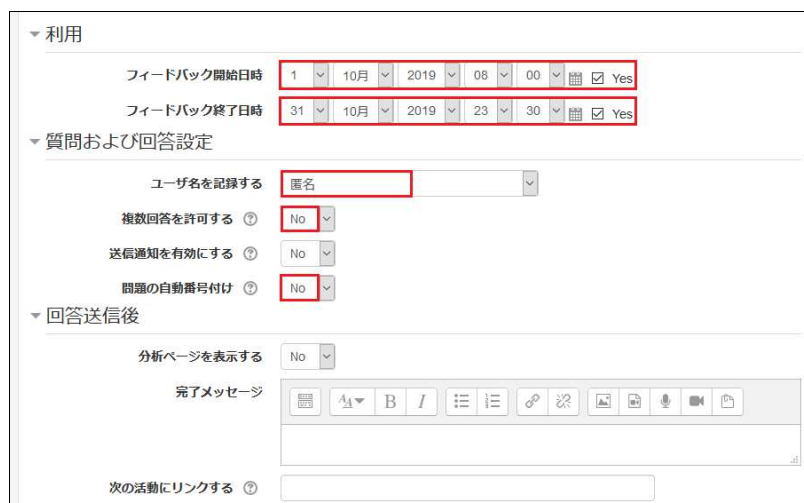 利用
フィードバック開始日時 1 10月 2019 08 00 Yes
フィードバック終了日時 31 10月 2019 23 30 Yes
質問および回答設定
ユーザ名を記録する 匿名
複数回答を許可する No
送信通知を有効にする No
問題の自動番号付け No
回答送信後
分析ページを表示する No
完了メッセージ
B I
次の活動にリンクする